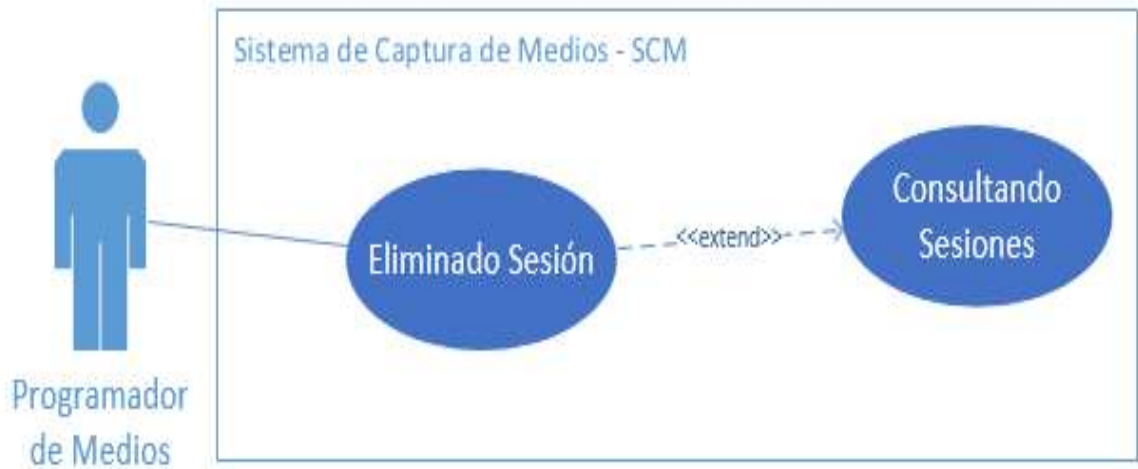 Sistema de Captura de Medios - SCM
Eliminado Sesión
<<extend>>
Consultando
Sesiones
Programador
de Medios